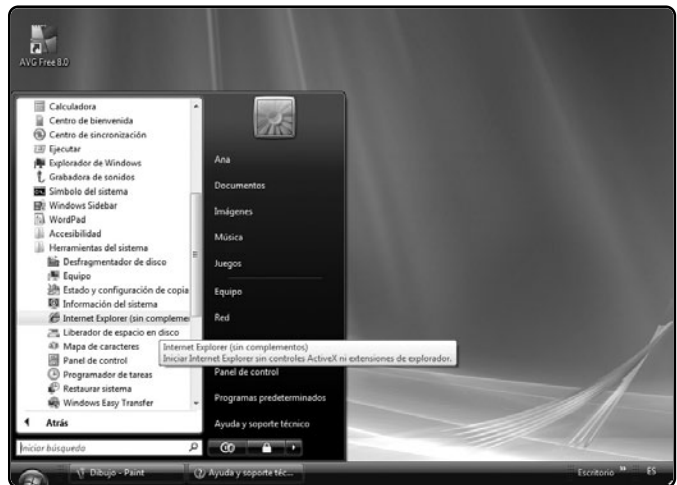 AVG Free 8.0
Calculadora
Centro de bienvenida
Centro de sincronización
Ejecutar
Explorador de Windows
Grabadora de sonidos
Símbolo del sistema
Windows Sidebar
WordPad
Accesibilidad
Herramientas del sistema
Desfragmentador de disco
Equipo
Estado y configuración de copia
Información del sistema
Internet Explorer (sin compleme
Liberador de espacio en disco
Mapa de caracteres
Panel de control
Programador de tareas
Restaurar sistema
Windows Easy Transfer
Atrás
Iniciar búsqueda
Ana
Documentos
Imágenes
Música
Juegos
Equipo
Red
Internet Explorer (sin complementos)
Iniciar Internet Explorer sin controles ActiveX ni extensiones de explorador.
Panel de control
Programas predeterminados
Ayuda y soporte técnico
Dibujo - Paint
Ayuda y soporte téc...
Escritorio
ES